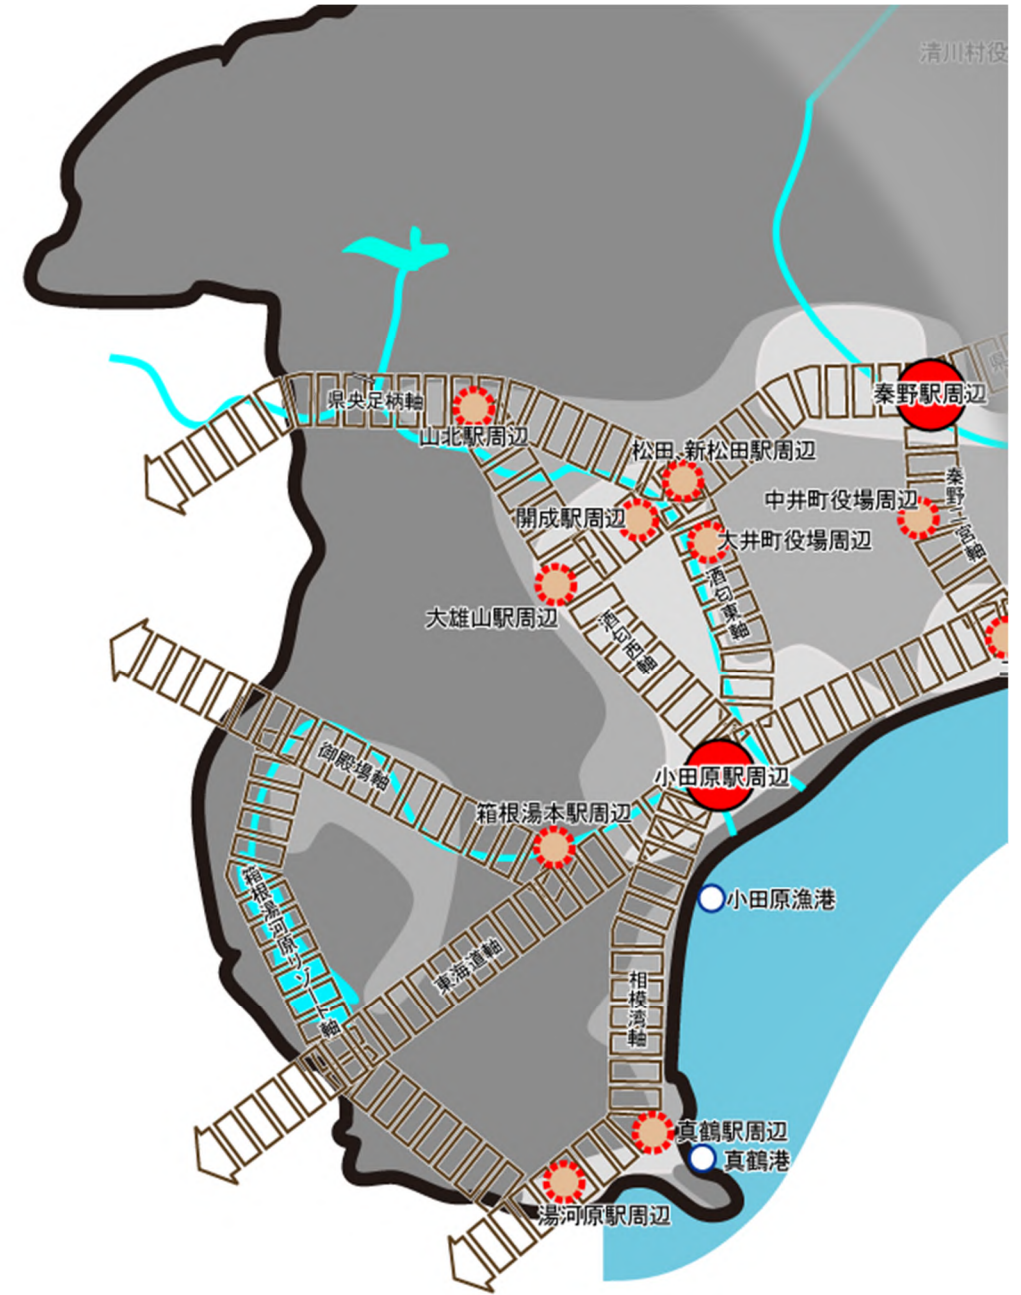 清川村役
県
県央足柄軸
秦野駅周辺
山北駅周辺
松田、新松田駅周辺
中井町役場周辺
秦野二宮軸
開成駅周辺
大井町役場周辺
酒匂東軸
大雄山駅周辺
酒匂西軸
御殿場軸
小田原駅周辺
箱根湯本駅周辺
箱根湯河原リゾート軸
小田原漁港
東海道軸
相模湾軸
真鶴駅周辺
真鶴港
湯河原駅周辺